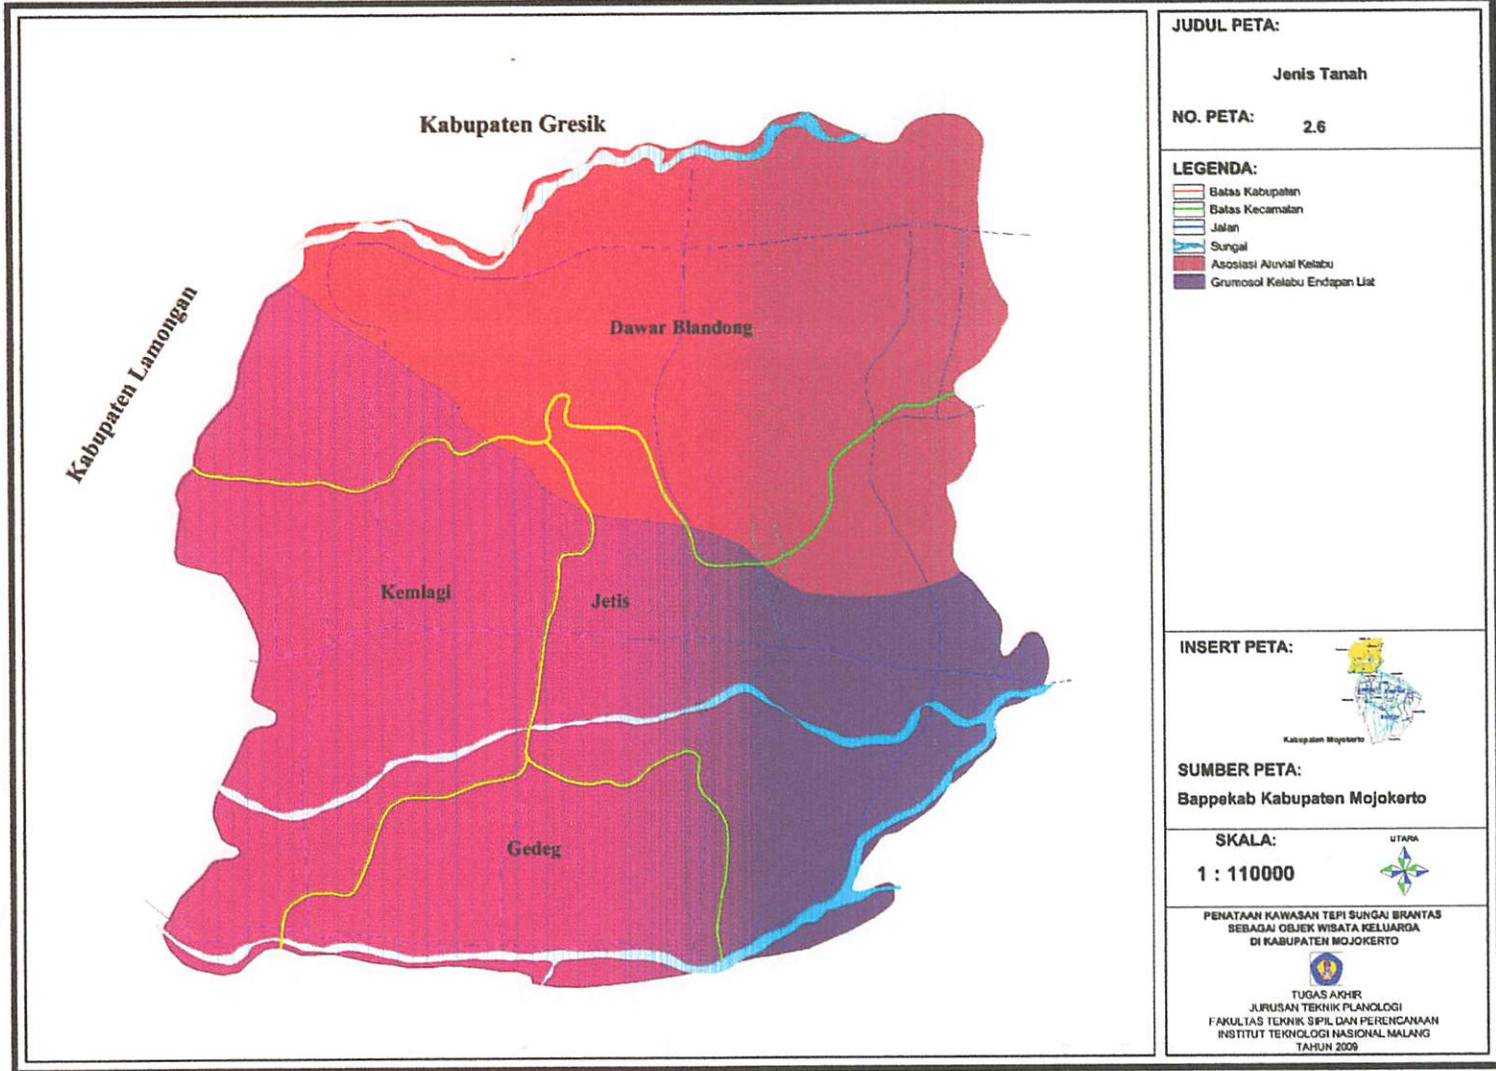 Kabupaten Gresik
Kabupaten Lamongan
Dawar Blandong
Kemlagi
Jetis
Gedeg
JUDUL PETA:
Jenis Tanah
NO. PETA: 2.6
LEGENDA:
Batas Kabupaten
Batas Kecamatan
Jalan
Sungai
Asosiasi Aluvial Kelabu
Grumosol Kelabu Endapan Liat
INSERT PETA:
Kabupaten Mojokerto
SUMBER PETA:
Bappekab Kabupaten Mojokerto
SKALA:
1 : 110000
UTARA
PENATAAN KAWASAN TEPI SUNGAI BRANTAS
SEBAGAI OBJEK WISATA KELUARGA
DI KABUPATEN MOJOKERTO
TUGAS AKHIR
JURUSAN TEKNIK PLANOLOGI
FAKULTAS TEKNIK SIPIL DAN PERENCANAAN
INSTITUT TEKNOLOGI NASIONAL MALANG
TAHUN 2009